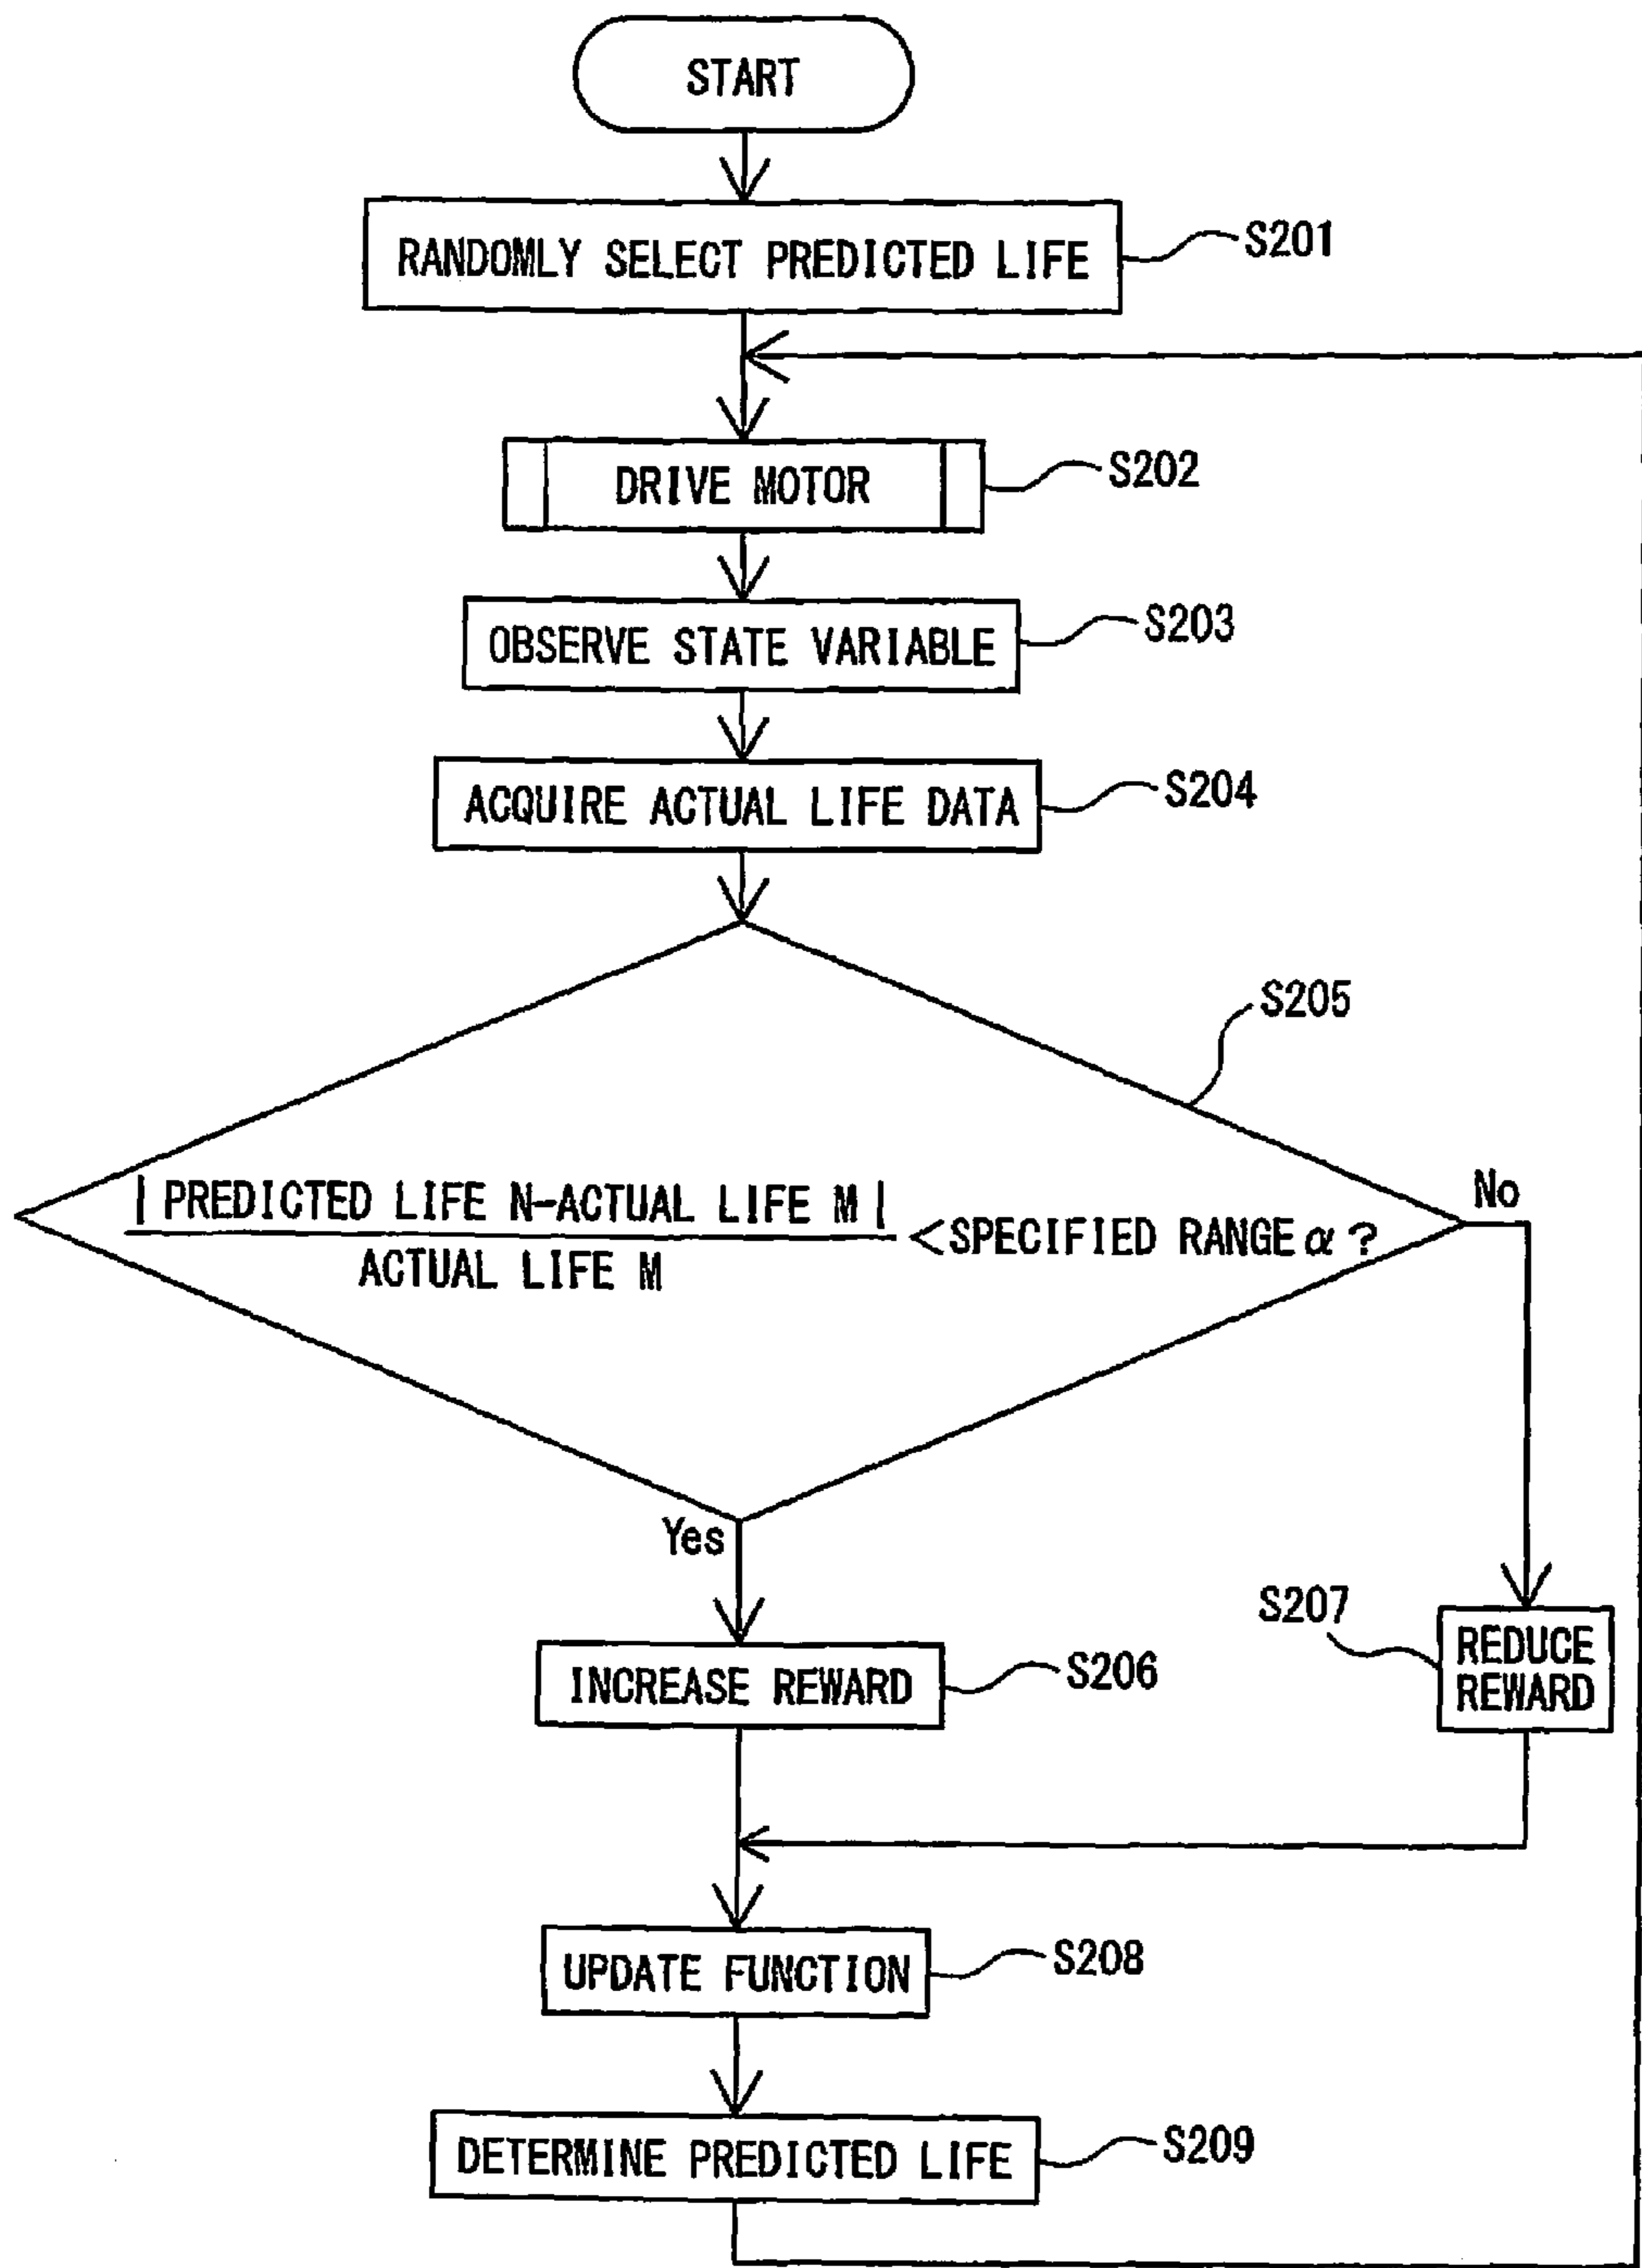 START
RANDOMLY SELECT PREDICTED LIFE
S201
DRIVE MOTOR
S202
OBSERVE STATE VARIABLE
S203
ACQUIRE ACTUAL LIFE DATA
S204
S205
| PREDICTED LIFE N-ACTUAL LIFE M |
ACTUAL LIFE M
<SPECIFIED RANGE α ?
No
Yes
INCREASE REWARD
S206
S207
REDUCE
REWARD
UPDATE FUNCTION
S208
DETERMINE PREDICTED LIFE
S209